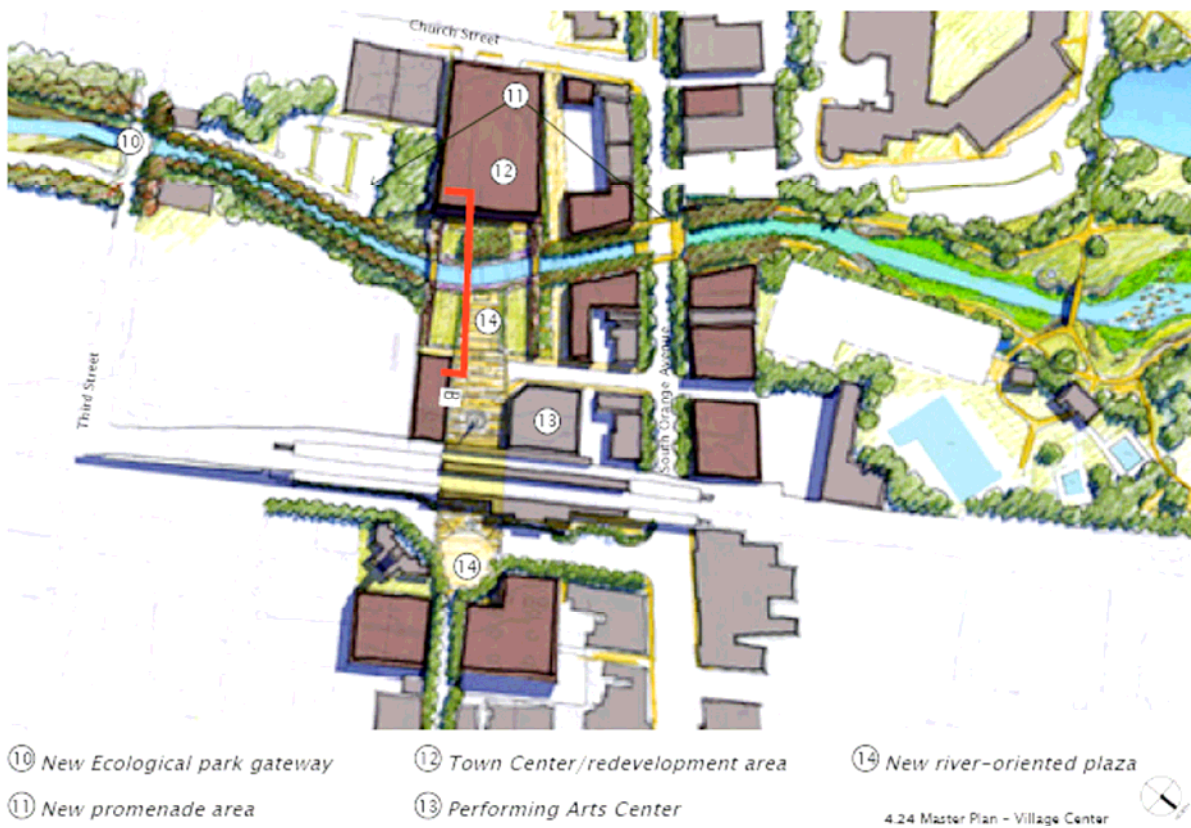 Church Street
11
10
12
14
Third Street
South Orange Avenue
13
14
10 New Ecological park gateway
12 Town Center/redevelopment area
14 New river-oriented plaza
11 New promenade area
13 Performing Arts Center
4.24 Master Plan - Village Center